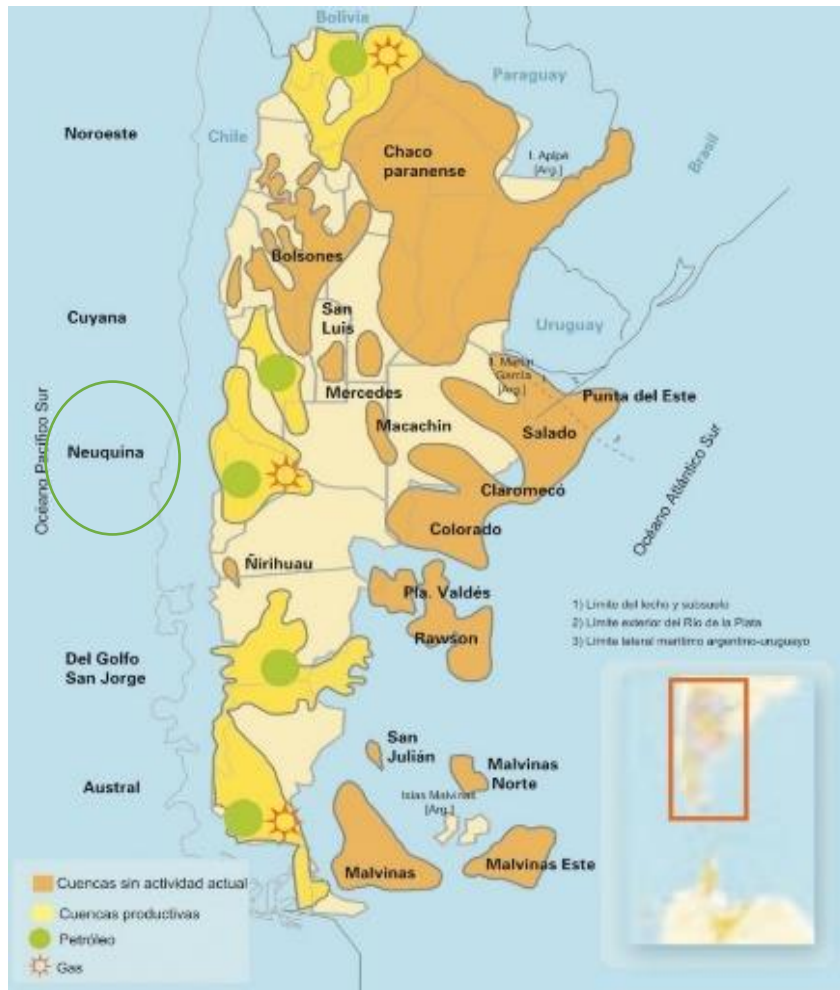 Bolivia
Paraguay
Noroeste
Chile
Chaco
paranense
I. Apipé
[Arg.]
Brasil
Bolsones
Cuyana
San
Luis
Uruguay
I. Martín
García
[Arg.]
Mercedes
Punta del Este
Macachin
Salado
Neuquina
Océano Pacífico Sur
Claromecó
Océano Atlántico Sur
Colorado
Ñirihuau
Pla. Valdés
1) Límite del lecho y subsuelo
2) Límite exterior del Río de la Plata
3) Límite lateral marítimo argentino-uruguayo
Rawson
Del Golfo
San Jorge
San
Julián
Malvinas
Norte
Austral
Islas Malvinas
[Arg.]
Malvinas
Malvinas Este
Cuencas sin actividad actual
Cuencas productivas
Petróleo
Gas